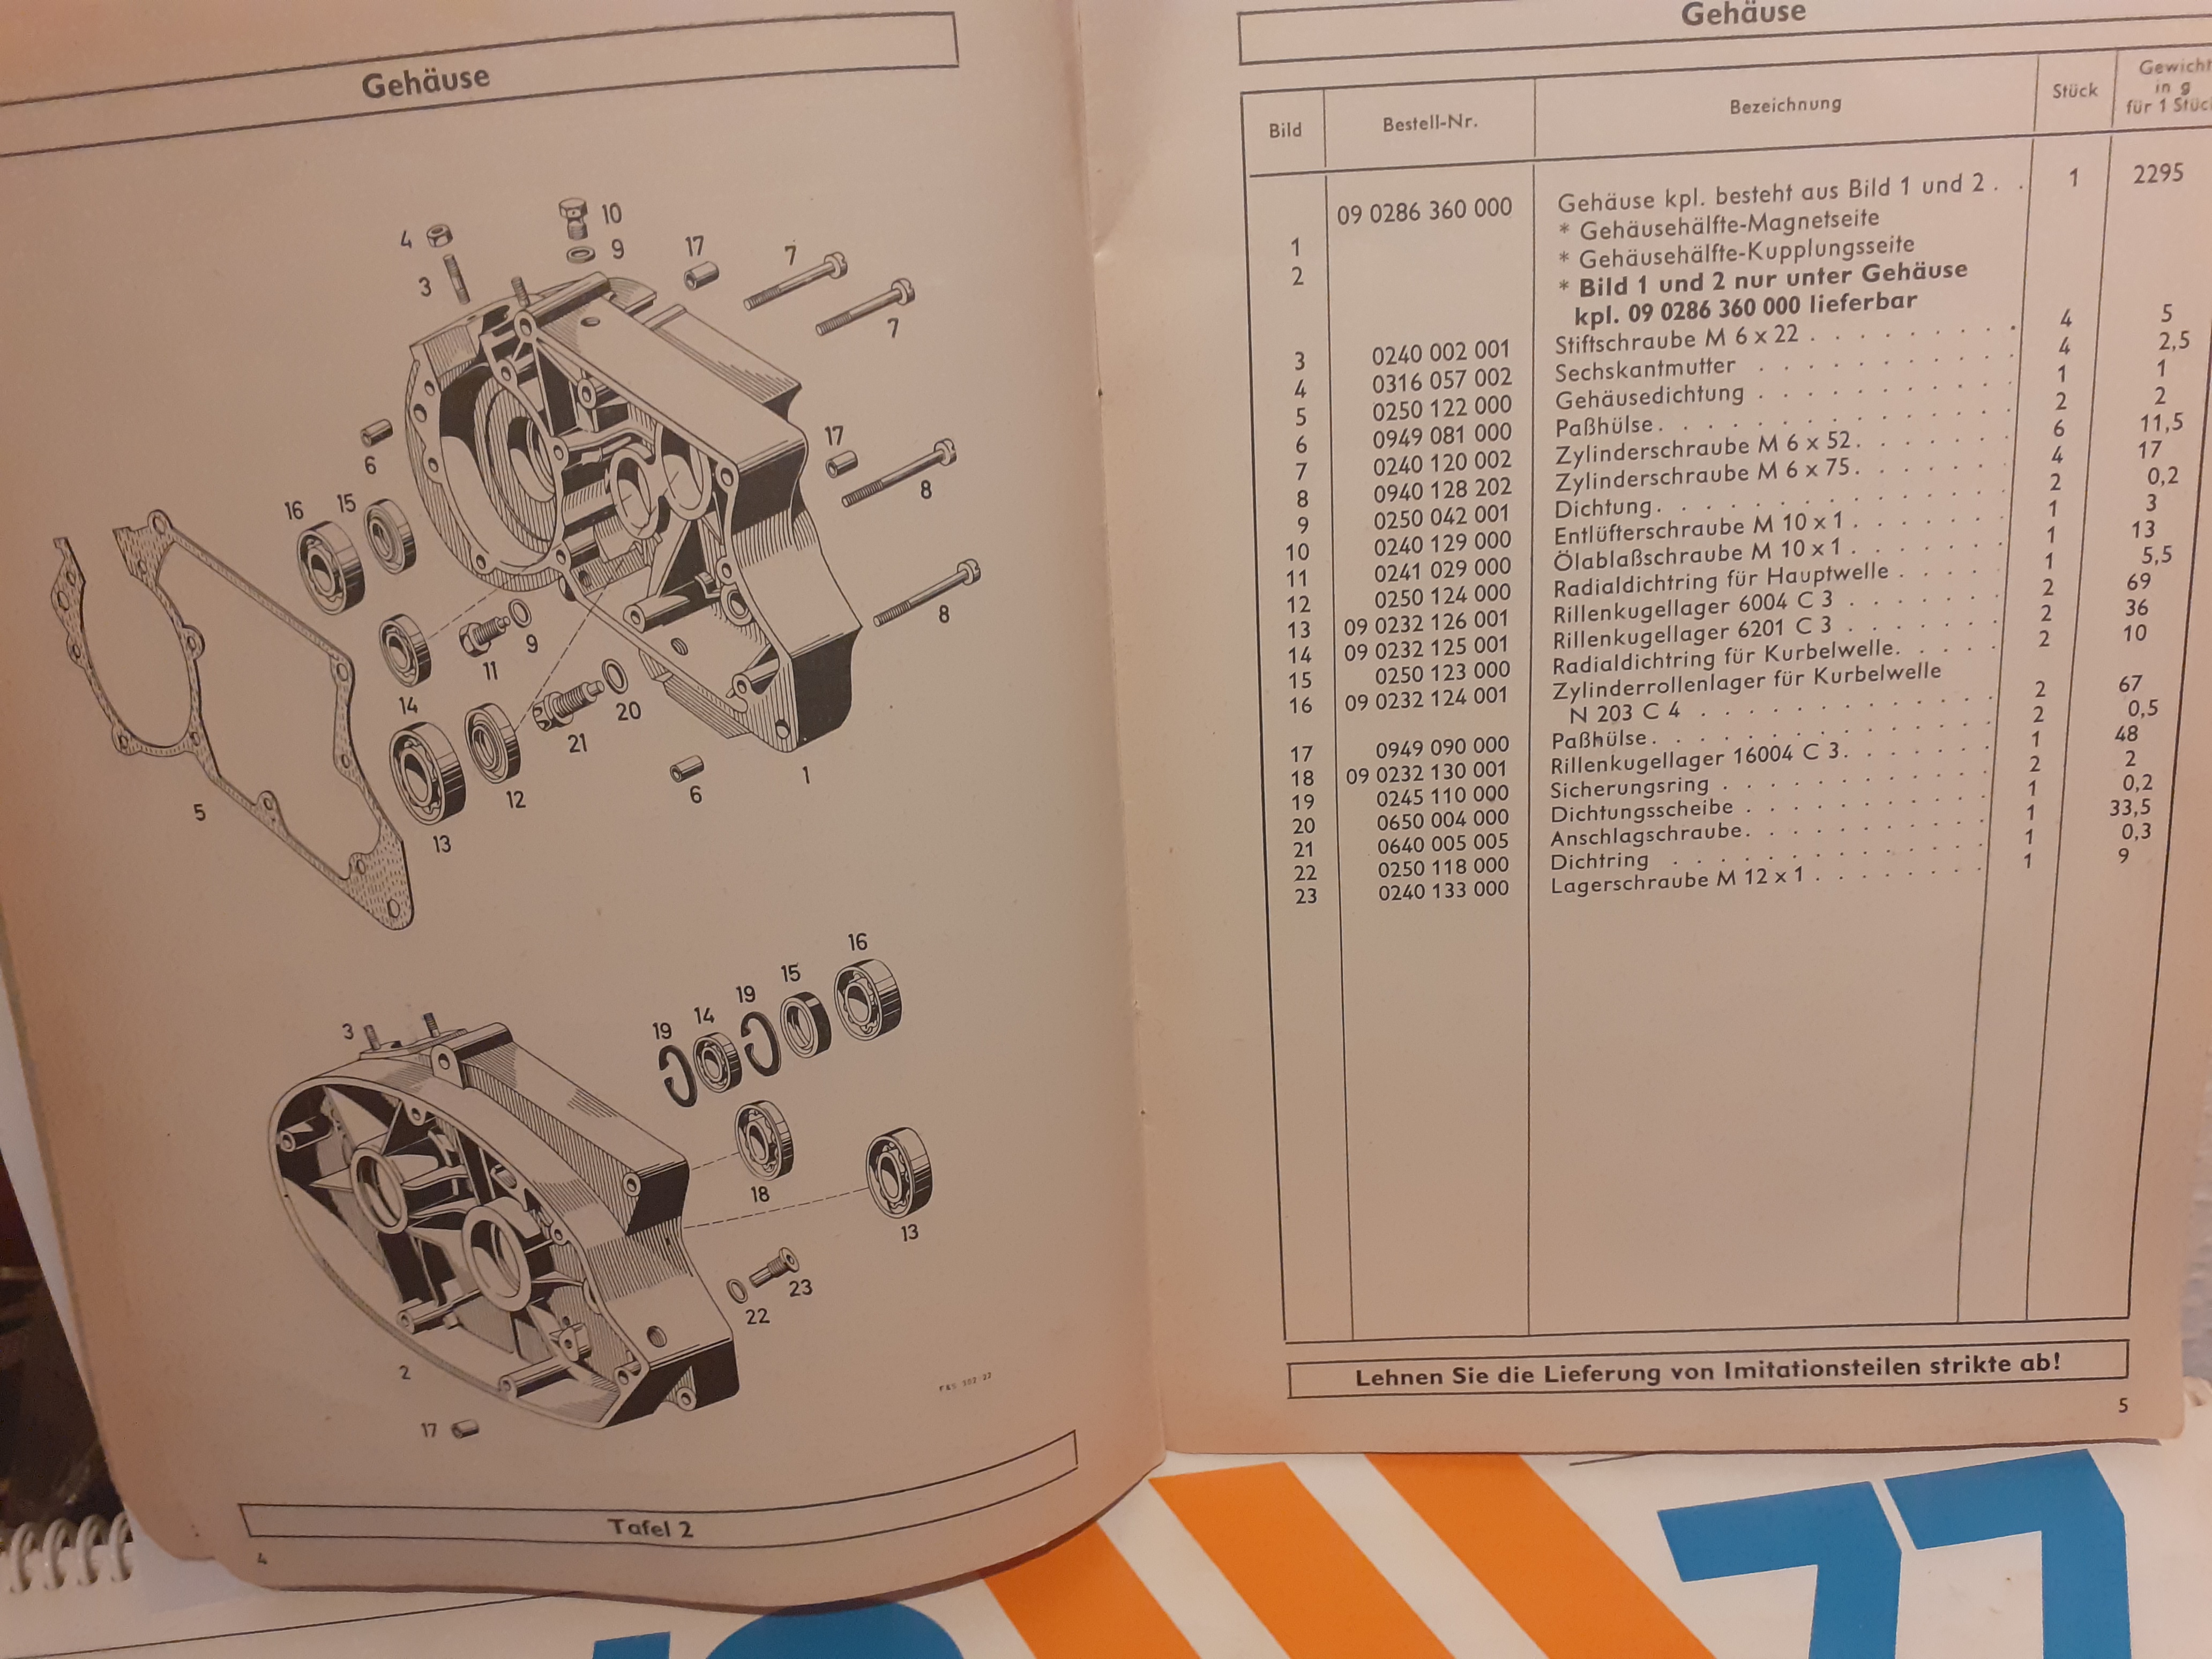 Gehäuse
10
4
9
17
7
3
7
6
17
8
16
15
8
9
11
14
20
21
12
6
1
5
13
16
15
19
14
19
3
18
13
23
22
2
17
F&S 302 22
Tafel 2
4
Gehäuse
Bild Bestell-Nr. Bezeichnung Stück Gewicht in g für 1 Stüc
09 0286 360 000 Gehäuse kpl. besteht aus Bild 1 und 2 . . 1 2295
1 * Gehäusehälfte-Magnetseite
2 * Gehäusehälfte-Kupplungsseite
* Bild 1 und 2 nur unter Gehäuse
kpl. 09 0286 360 000 lieferbar
3 0240 002 001 Stiftschraube M 6 x 22 . . . . . . . . 4 5
4 0316 057 002 Sechskantmutter . . . . . . . . . . 4 2,5
5 0250 122 000 Gehäusedichtung . . . . . . . . . . 1 1
6 0949 081 000 Paßhülse . . . . . . . . . . . . . 2 2
7 0240 120 002 Zylinderschraube M 6 x 52 . . . . . . 6 11,5
8 0940 128 202 Zylinderschraube M 6 x 75 . . . . . . 4 17
9 0250 042 001 Dichtung . . . . . . . . . . . . . 2 0,2
10 0240 129 000 Entlüfterschraube M 10 x 1 . . . . . . 1 3
11 0241 029 000 Ölablaßschraube M 10 x 1 . . . . . . 1 13
12 0250 124 000 Radialdichtring für Hauptwelle . . . . 1 5,5
13 09 0232 126 001 Rillenkugellager 6004 C 3 . . . . . . 2 69
14 09 0232 125 001 Rillenkugellager 6201 C 3 . . . . . . 2 36
15 0250 123 000 Radialdichtring für Kurbelwelle . . . . 2 10
16 09 0232 124 001 Zylinderrollenlager für Kurbelwelle
N 203 C 4 . . . . . . . . . . . . 2 67
17 0949 090 000 Paßhülse . . . . . . . . . . . . . 2 0,5
18 09 0232 130 001 Rillenkugellager 16004 C 3 . . . . . . 1 48
19 0245 110 000 Sicherungsring . . . . . . . . . . 2 2
20 0650 004 000 Dichtungsscheibe . . . . . . . . . . 1 0,2
21 0640 005 005 Anschlagschraube . . . . . . . . . . 1 33,5
22 0250 118 000 Dichtring . . . . . . . . . . . . 1 0,3
23 0240 133 000 Lagerschraube M 12 x 1 . . . . . . . 1 9
Lehnen Sie die Lieferung von Imitationsteilen strikte ab!
5
77